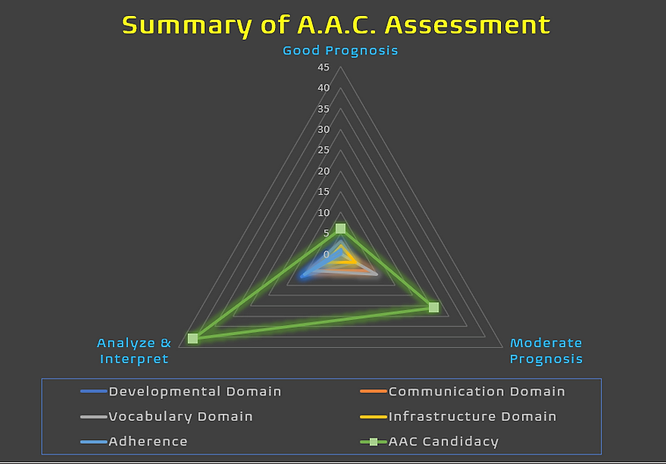 Summary of A.A.C. Assessment
Good Prognosis
45
40
35
30
25
20
15
10
5
0
Analyze &
Interpret
Moderate
Prognosis
Developmental Domain
Communication Domain
Vocabulary Domain
Infrastructure Domain
Adherence
AAC Candidacy